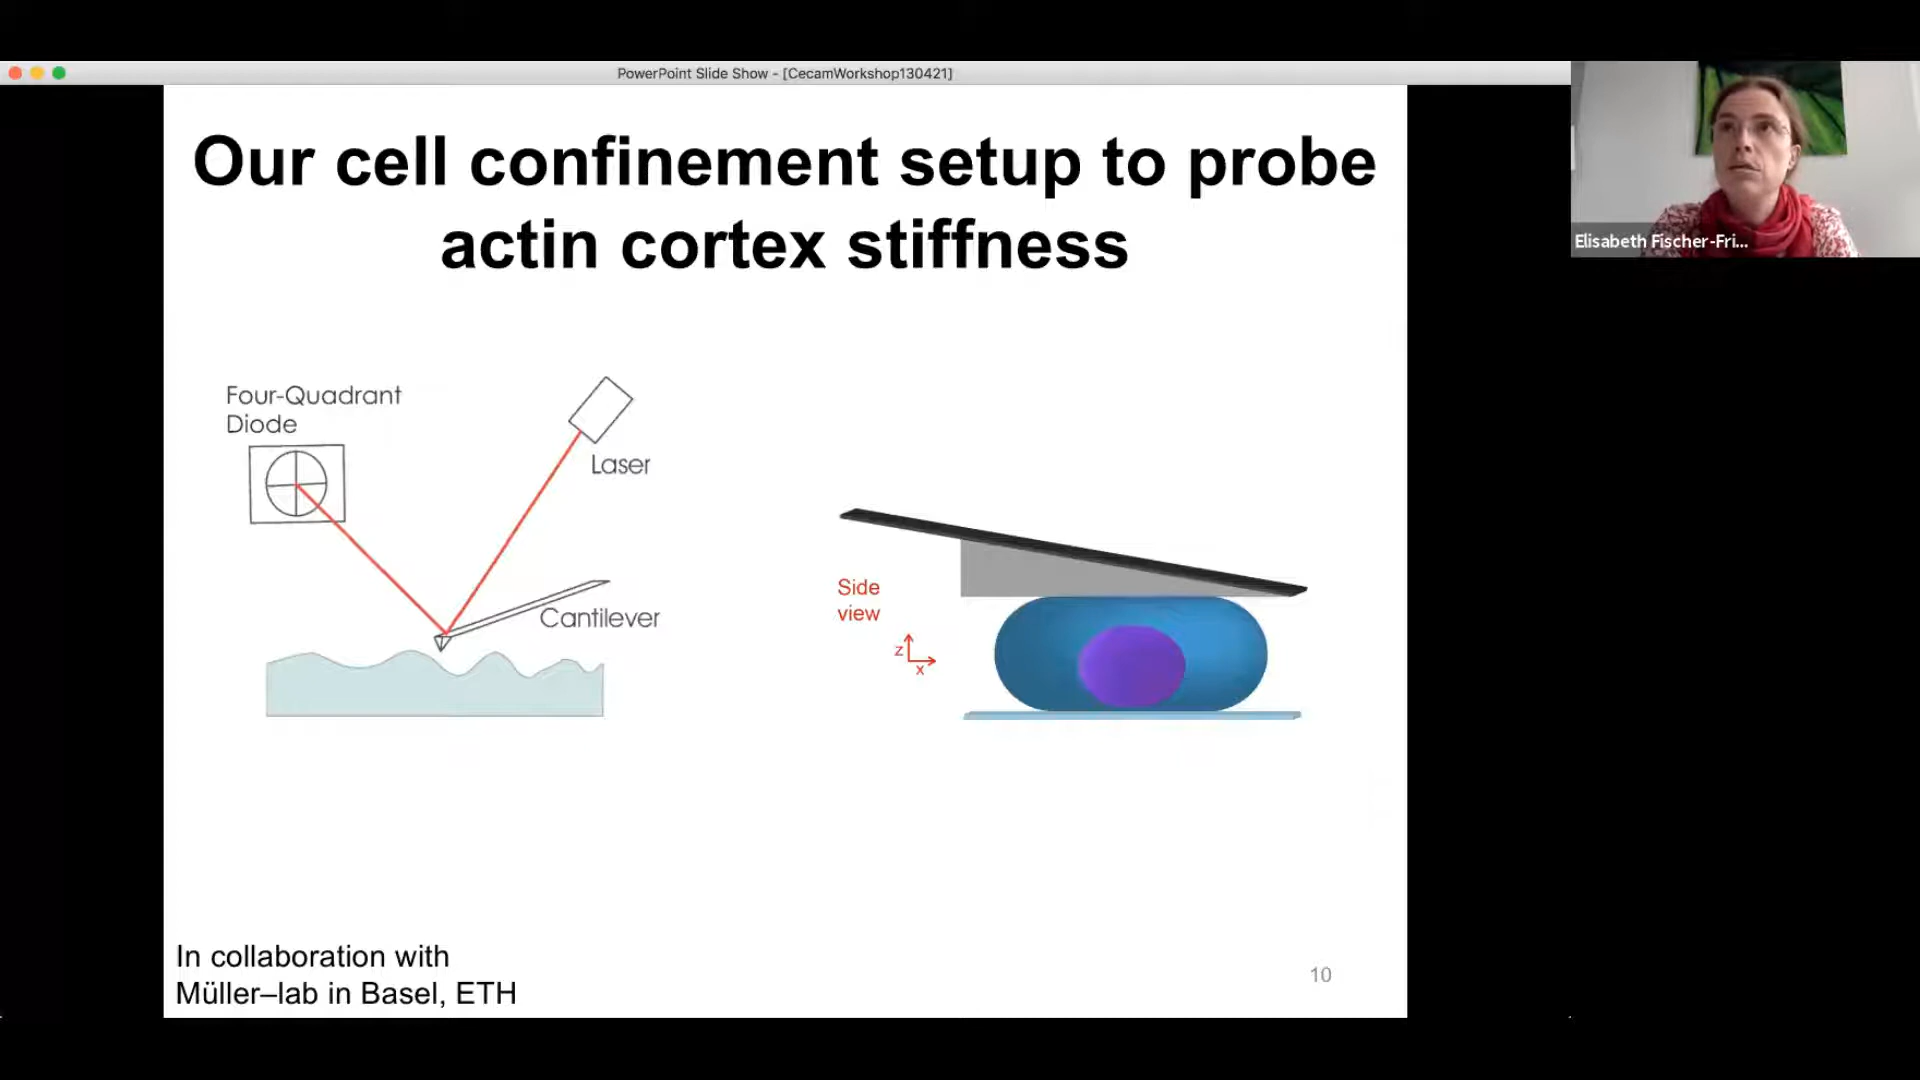 PowerPoint Slide Show - [CecamWorkshop130421]
Our cell confinement setup to probe
actin cortex stiffness
Elisabeth Fischer-Fri...
Four-Quadrant
Diode
Laser
Cantilever
Side
view
z
x
In collaboration with
Müller–lab in Basel, ETH
10